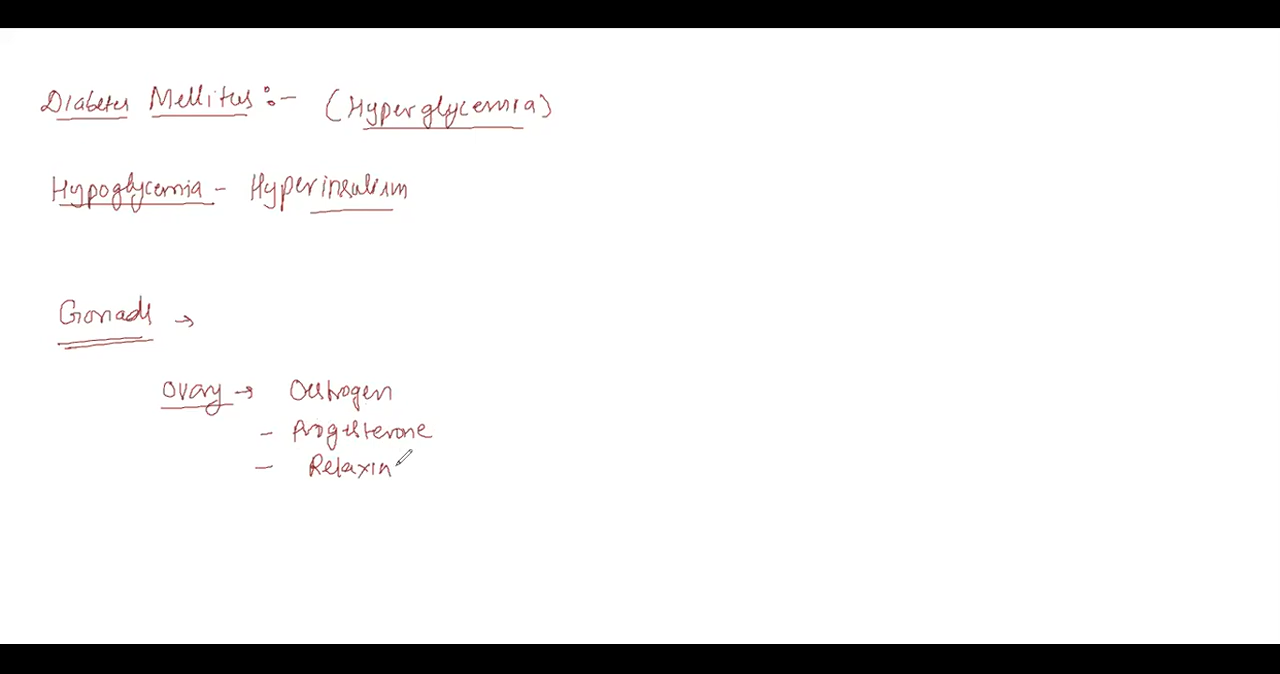 Diabetes Mellitus :- (Hyperglycemia)
Hypoglycemia - Hyperinsulism
Gonads →
Ovary → Oestrogen
- Progesterone
- Relaxin